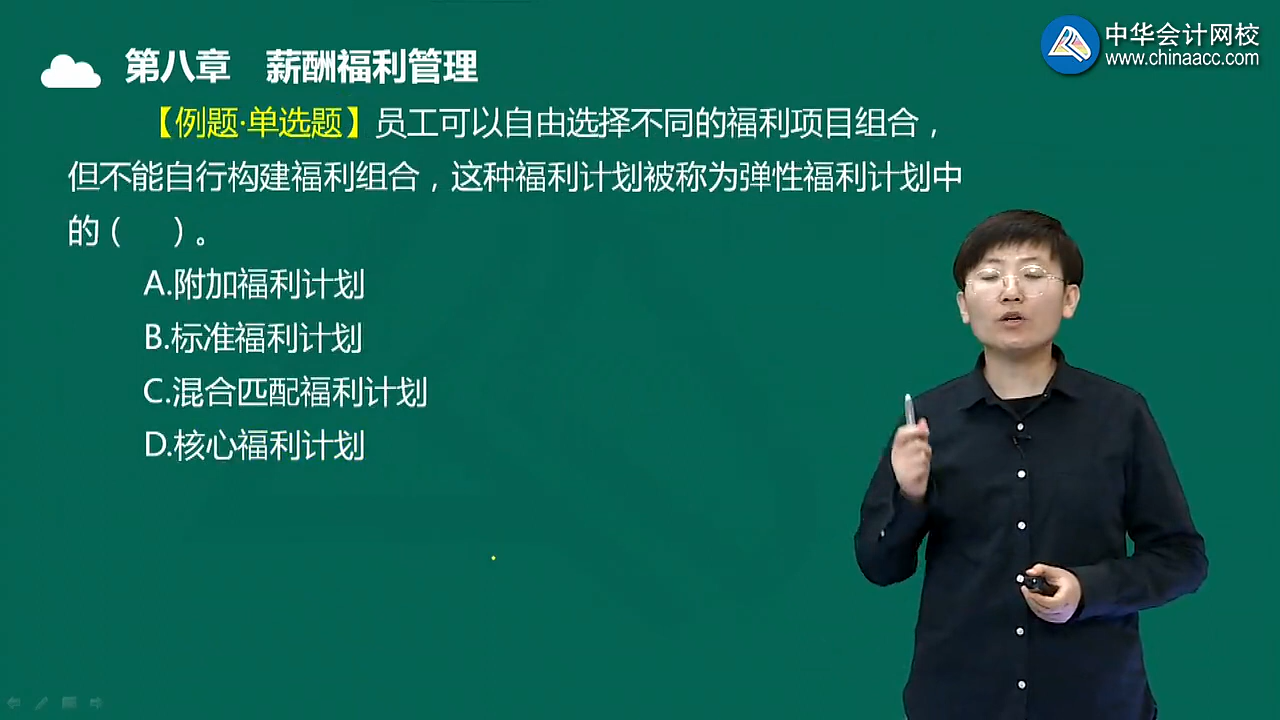 中华会计网校
www.chinaacc.com
第八章 薪酬福利管理
【例题·单选题】员工可以自由选择不同的福利项目组合，
但不能自行构建福利组合，这种福利计划被称为弹性福利计划中
的（ ）。
A.附加福利计划
B.标准福利计划
C.混合匹配福利计划
D.核心福利计划